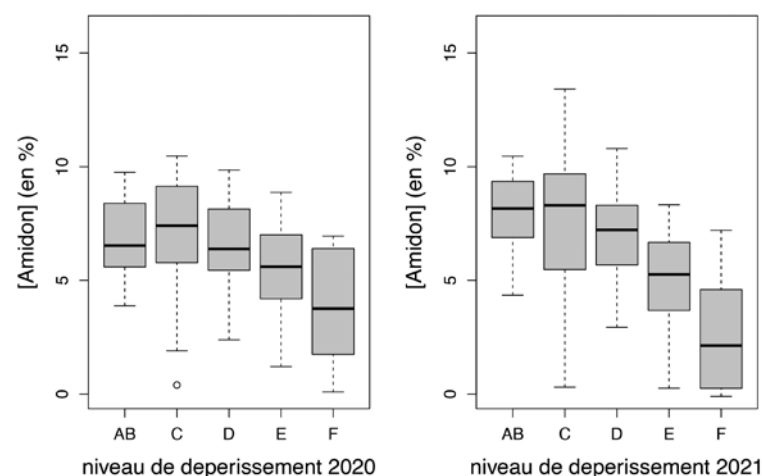 [Amidon] (en %)
15
10
5
0
AB C D E F
niveau de deperissement 2020
[Amidon] (en %)
15
10
5
0
AB C D E F
niveau de deperissement 2021